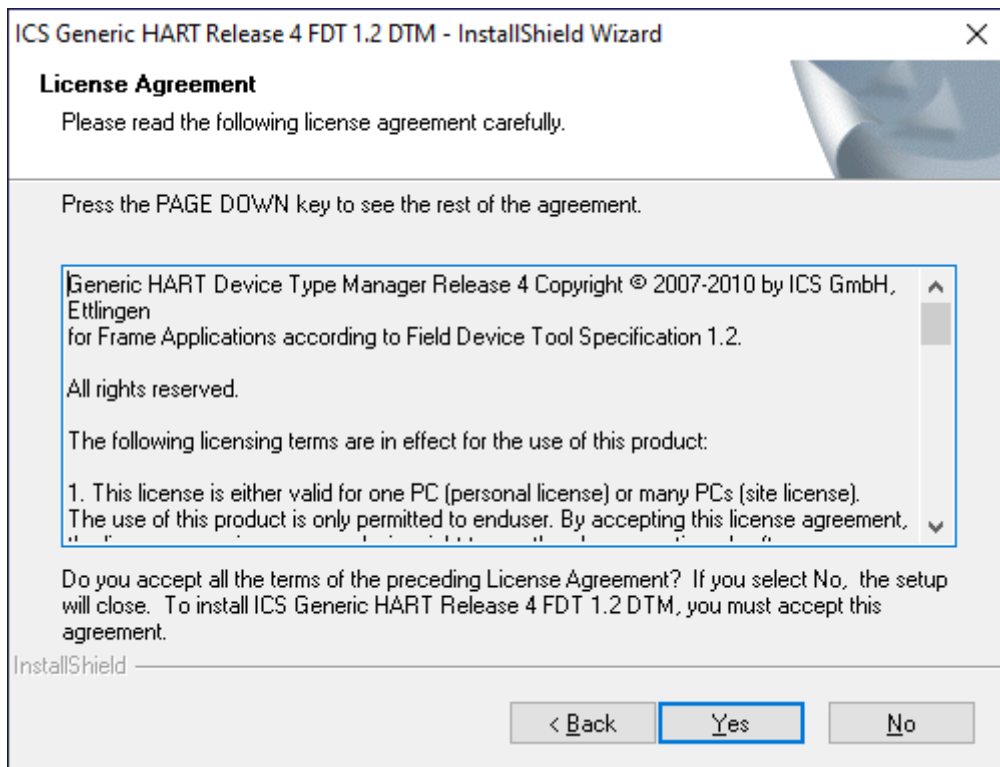 ICS Generic HART Release 4 FDT 1.2 DTM - InstallShield Wizard
License Agreement
Please read the following license agreement carefully.
Press the PAGE DOWN key to see the rest of the agreement.
Generic HART Device Type Manager Release 4 Copyright © 2007-2010 by ICS GmbH,
Ettlingen
for Frame Applications according to Field Device Tool Specification 1.2.
All rights reserved.
The following licensing terms are in effect for the use of this product:
1. This license is either valid for one PC (personal license) or many PCs (site license).
The use of this product is only permitted to enduser. By accepting this license agreement,
Do you accept all the terms of the preceding License Agreement? If you select No, the setup
will close. To install ICS Generic HART Release 4 FDT 1.2 DTM, you must accept this
agreement.
InstallShield
< Back
Yes
No